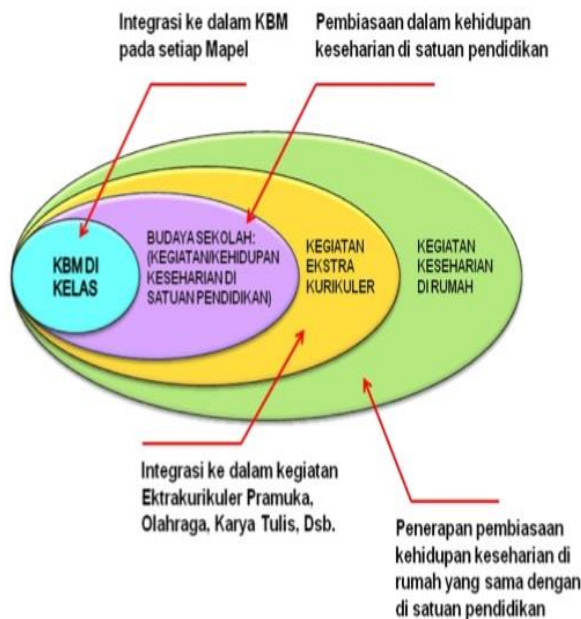 Integrasi ke dalam KBM
pada setiap Mapel
Pembiasaan dalam kehidupan
keseharian di satuan pendidikan
KBM DI
KELAS
BUDAYA SEKOLAH:
(KEGIATAN/KEHIDUPAN
KESEHARIAN DI
SATUAN PENDIDIKAN)
KEGIATAN
EKSTRA
KURIKULER
KEGIATAN
KESEHARIAN
DI RUMAH
Integrasi ke dalam kegiatan
Ektrakurikuler Pramuka,
Olahraga, Karya Tulis, Dsb.
Penerapan pembiasaan
kehidupan keseharian di
rumah yang sama dengan
di satuan pendidikan